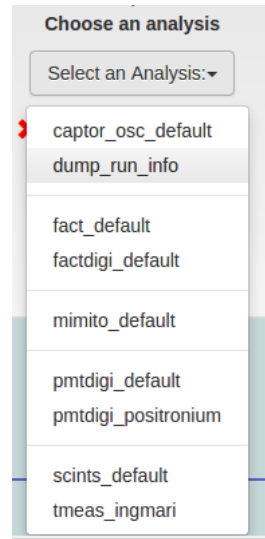 Choose an analysis
Select an Analysis:
captor_osc_default
dump_run_info
fact_default
factdigi_default
mimito_default
pmtdigi_default
pmtdigi_positronium
scints_default
tmeas_ingmari